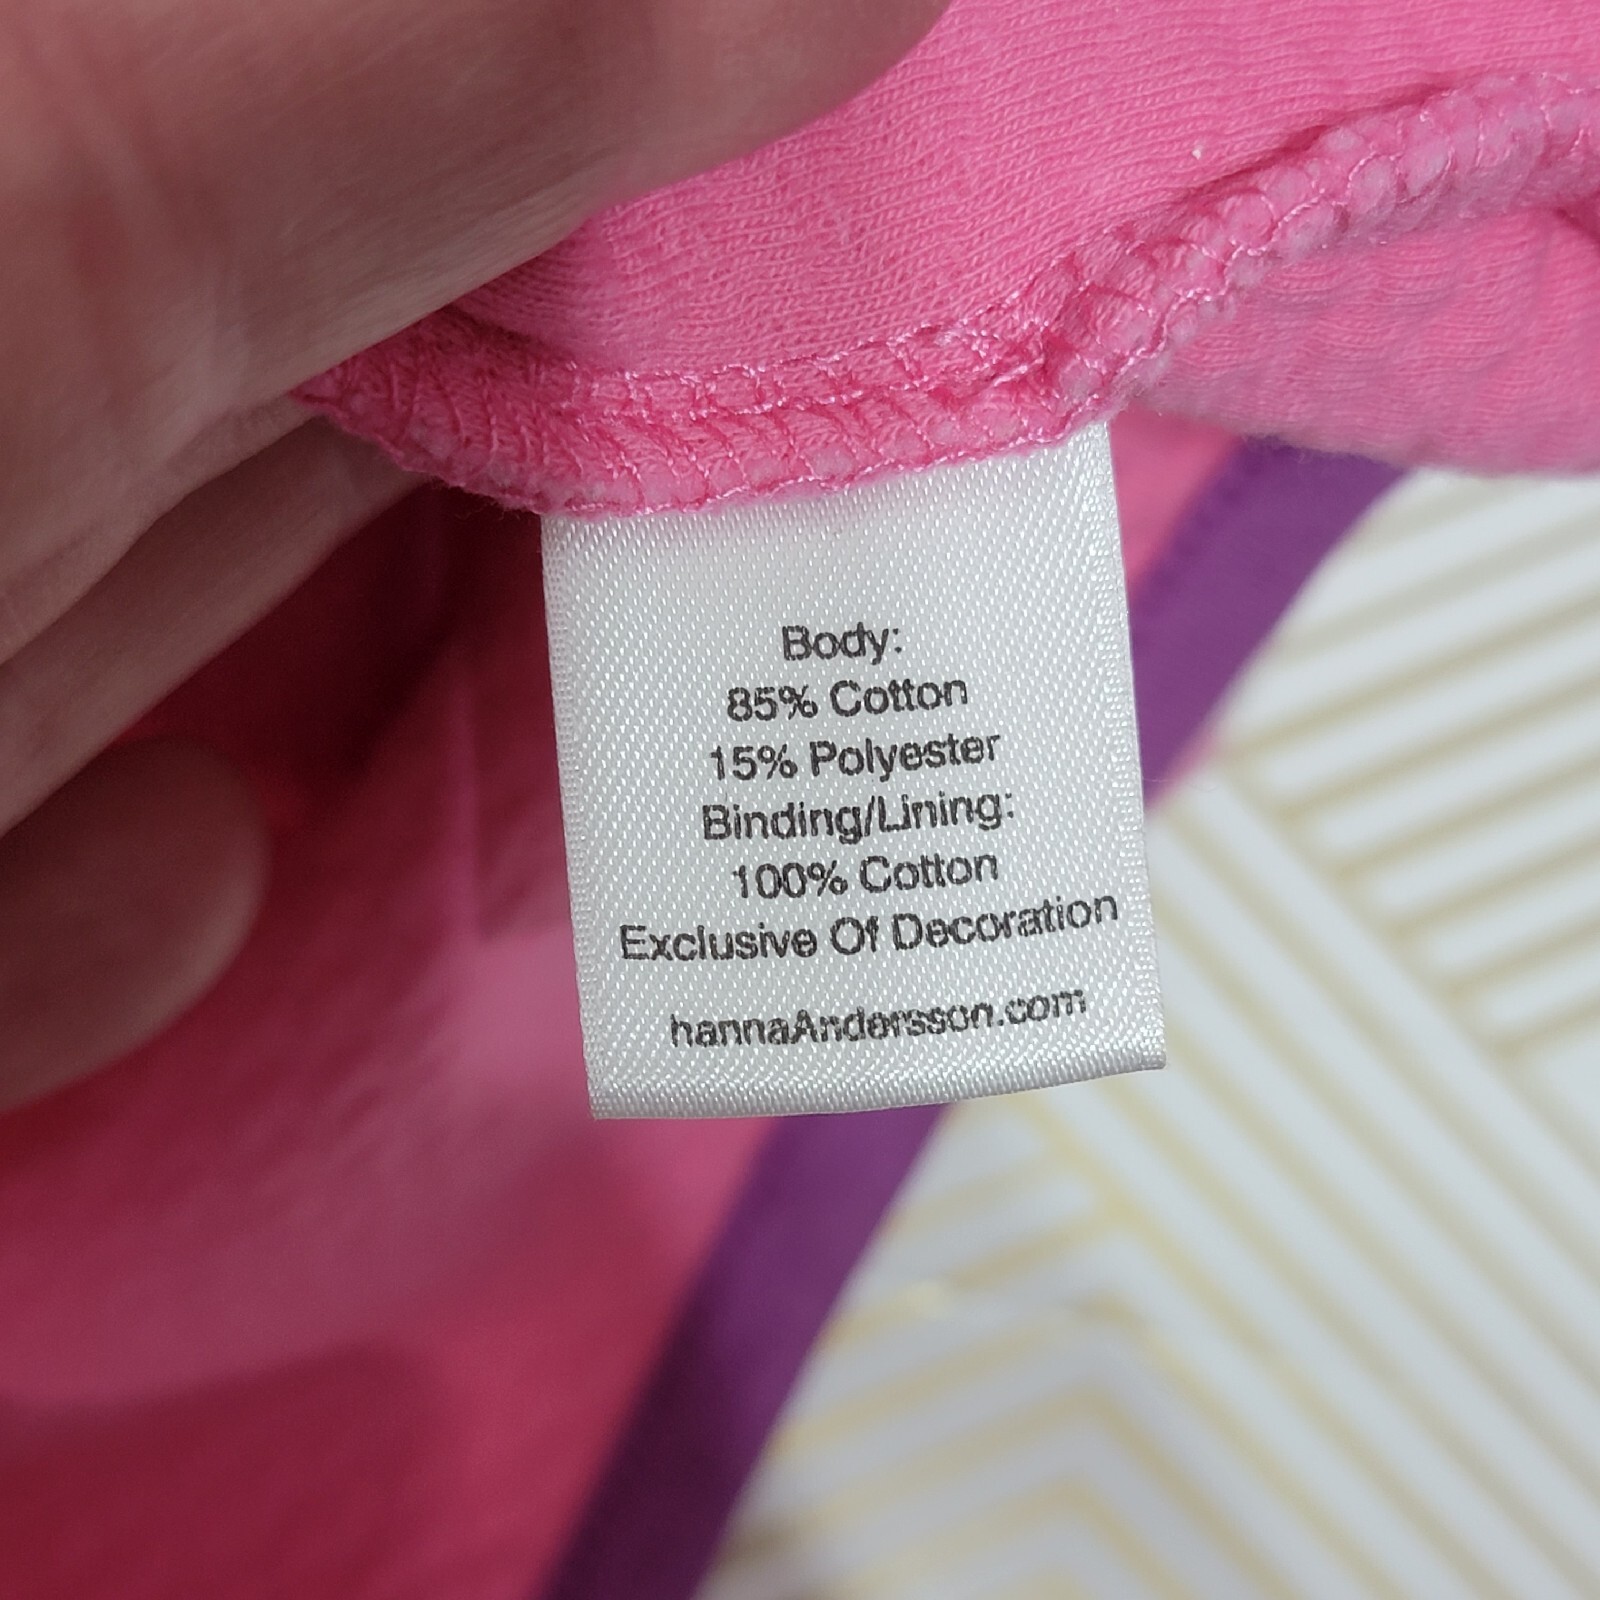 Body:
85% Cotton
15% Polyester
Binding/Lining:
100% Cotton
Exclusive Of Decoration
hannaAndersson.com